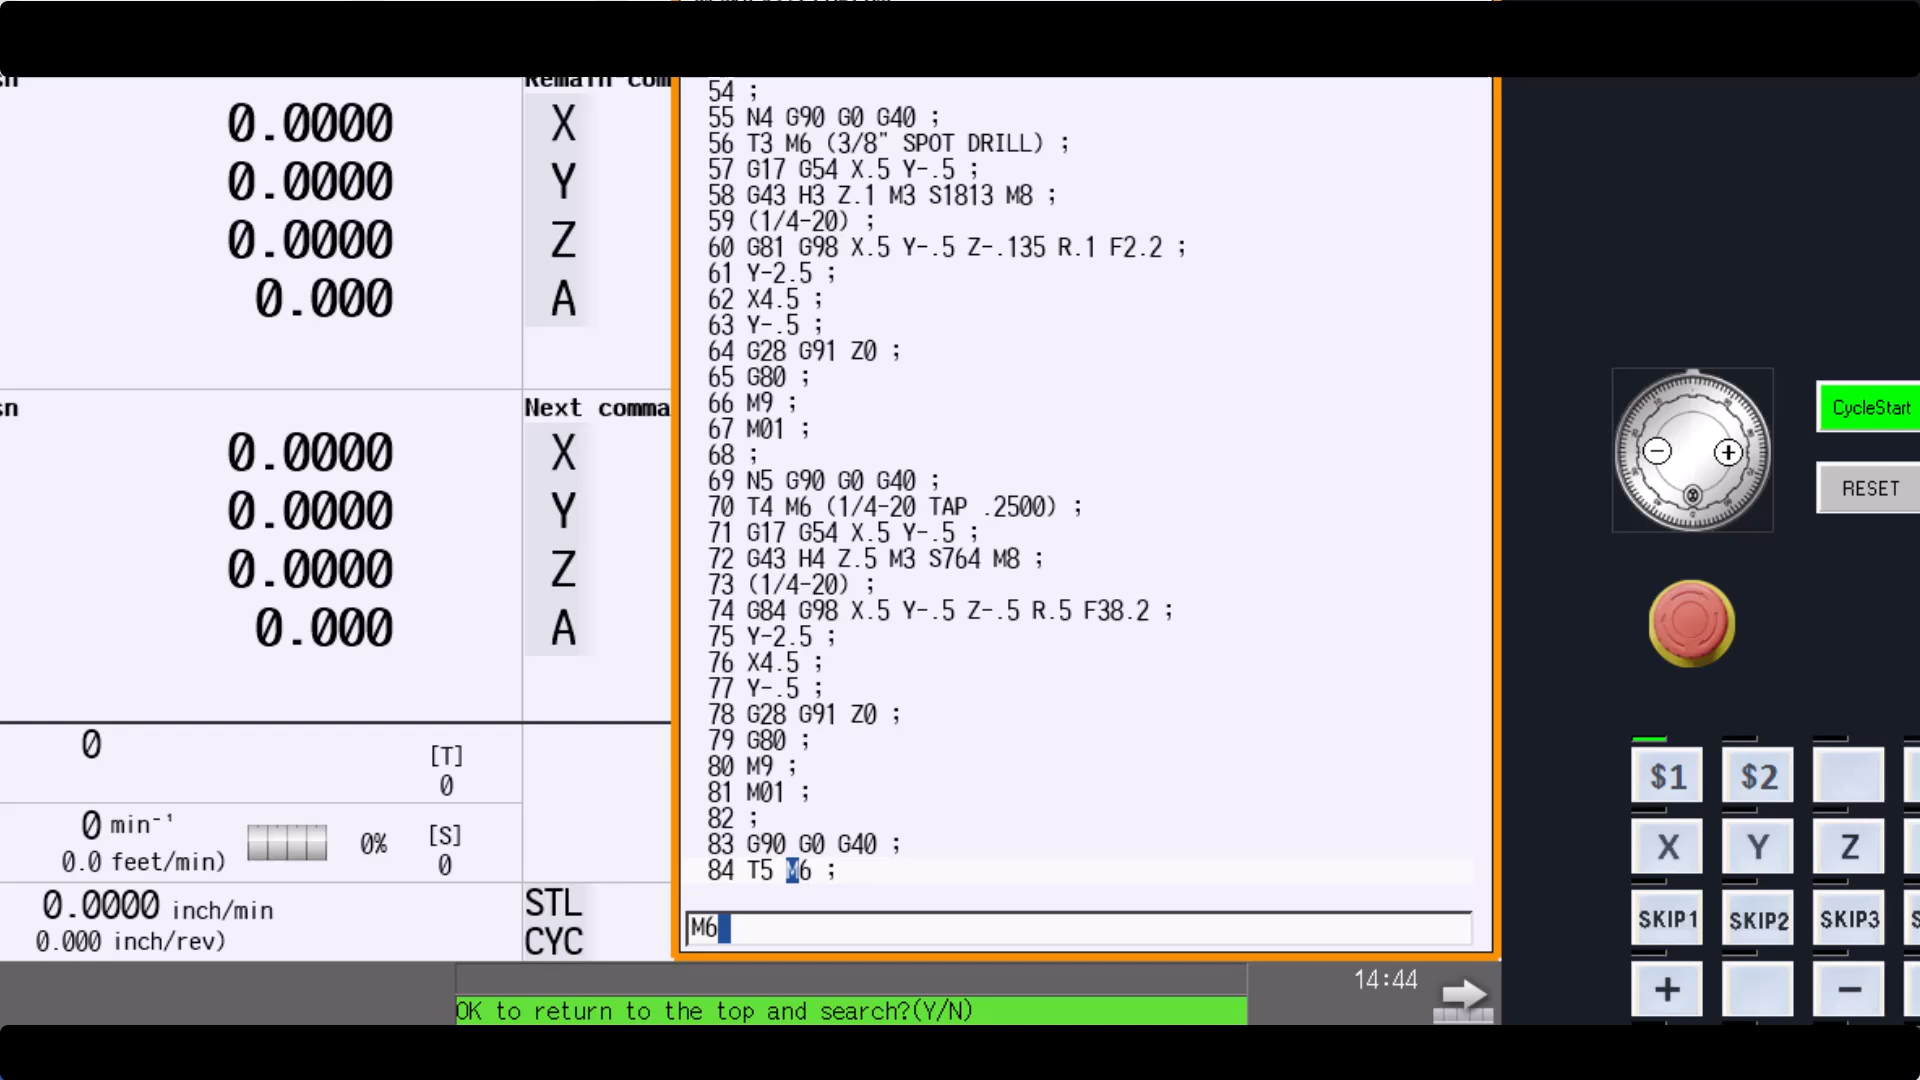 sn
0.0000
0.0000
0.0000
0.000
sn
0.0000
0.0000
0.0000
0.000
0
[T]
0
0 min⁻¹
0.0 feet/min)
0%
[S]
0
0.0000 inch/min
0.000 inch/rev)
Remain com
X
Y
Z
A
Next comma
X
Y
Z
A
STL
CYC
54 ;
55 N4 G90 G0 G40 ;
56 T3 M6 (3/8" SPOT DRILL) ;
57 G17 G54 X.5 Y-.5 ;
58 G43 H3 Z.1 M3 S1813 M8 ;
59 (1/4-20) ;
60 G81 G98 X.5 Y-.5 Z-.135 R.1 F2.2 ;
61 Y-2.5 ;
62 X4.5 ;
63 Y-.5 ;
64 G28 G91 Z0 ;
65 G80 ;
66 M9 ;
67 M01 ;
68 ;
69 N5 G90 G0 G40 ;
70 T4 M6 (1/4-20 TAP .2500) ;
71 G17 G54 X.5 Y-.5 ;
72 G43 H4 Z.5 M3 S764 M8 ;
73 (1/4-20) ;
74 G84 G98 X.5 Y-.5 Z-.5 R.5 F38.2 ;
75 Y-2.5 ;
76 X4.5 ;
77 Y-.5 ;
78 G28 G91 Z0 ;
79 G80 ;
80 M9 ;
81 M01 ;
82 ;
83 G90 G0 G40 ;
84 T5 M6 ;
M6
14:44
OK to return to the top and search?(Y/N)
CycleStart
RESET
$1 $2
X Y Z
SKIP1 SKIP2 SKIP3
+ −